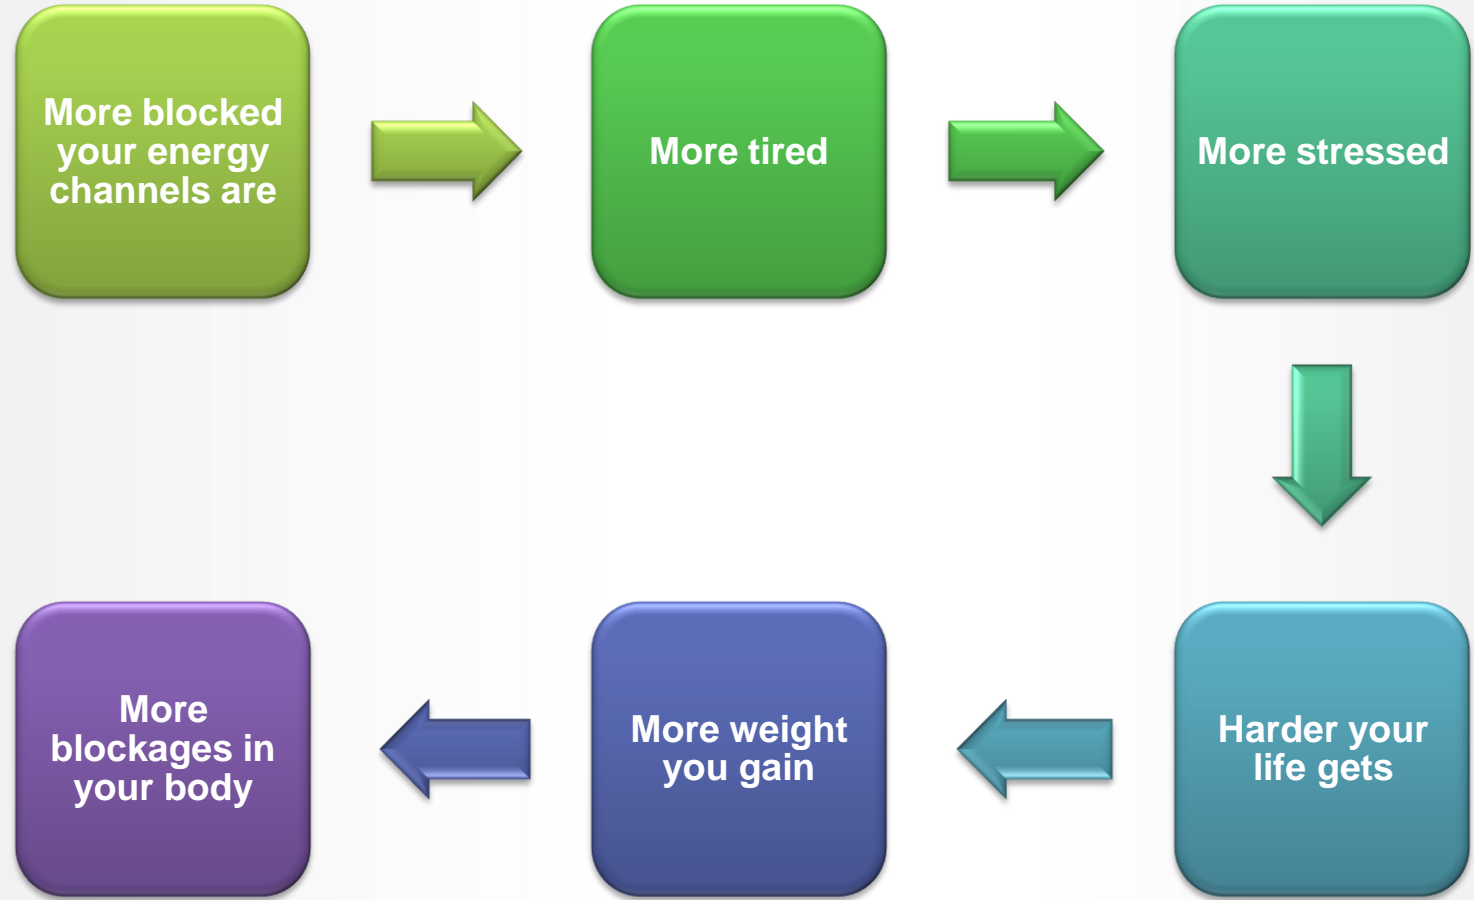 More blocked
your energy
channels are
More tired
More stressed
Harder your
life gets
More weight
you gain
More
blockages in
your body